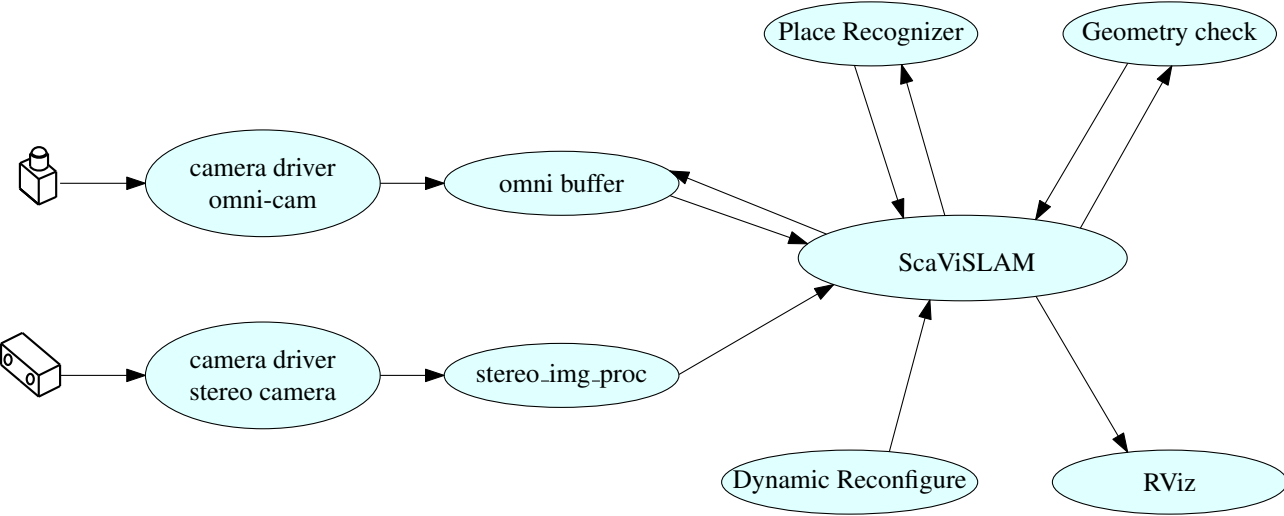 Place Recognizer
Geometry check
camera driver
omni-cam
omni buffer
ScaViSLAM
camera driver
stereo camera
stereo_img_proc
Dynamic Reconfigure
RViz